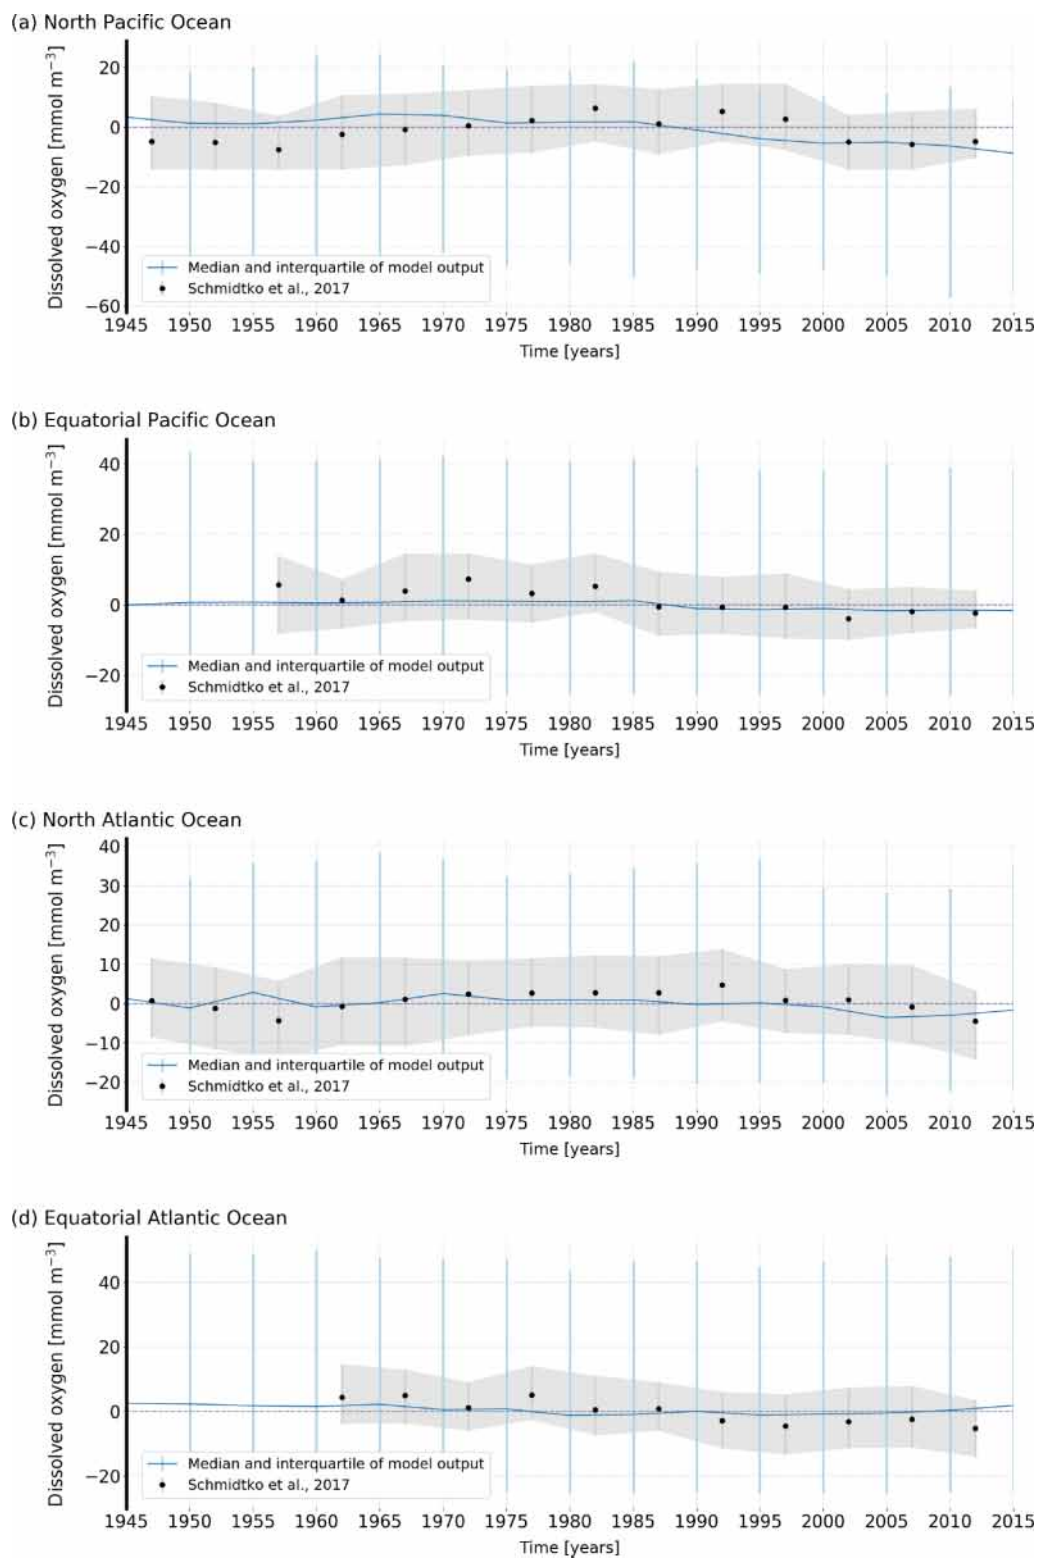 (a) North Pacific Ocean
Dissolved oxygen [mmol m−3]
20
0
−20
−40
−60
Median and interquartile of model output
Schmidtko et al., 2017
1945 1950 1955 1960 1965 1970 1975 1980 1985 1990 1995 2000 2005 2010 2015
Time [years]
(b) Equatorial Pacific Ocean
Dissolved oxygen [mmol m−3]
40
20
0
−20
Median and interquartile of model output
Schmidtko et al., 2017
1945 1950 1955 1960 1965 1970 1975 1980 1985 1990 1995 2000 2005 2010 2015
Time [years]
(c) North Atlantic Ocean
Dissolved oxygen [mmol m−3]
40
30
20
10
0
−10
−20
Median and interquartile of model output
Schmidtko et al., 2017
1945 1950 1955 1960 1965 1970 1975 1980 1985 1990 1995 2000 2005 2010 2015
Time [years]
(d) Equatorial Atlantic Ocean
Dissolved oxygen [mmol m−3]
40
20
0
−20
Median and interquartile of model output
Schmidtko et al., 2017
1945 1950 1955 1960 1965 1970 1975 1980 1985 1990 1995 2000 2005 2010 2015
Time [years]